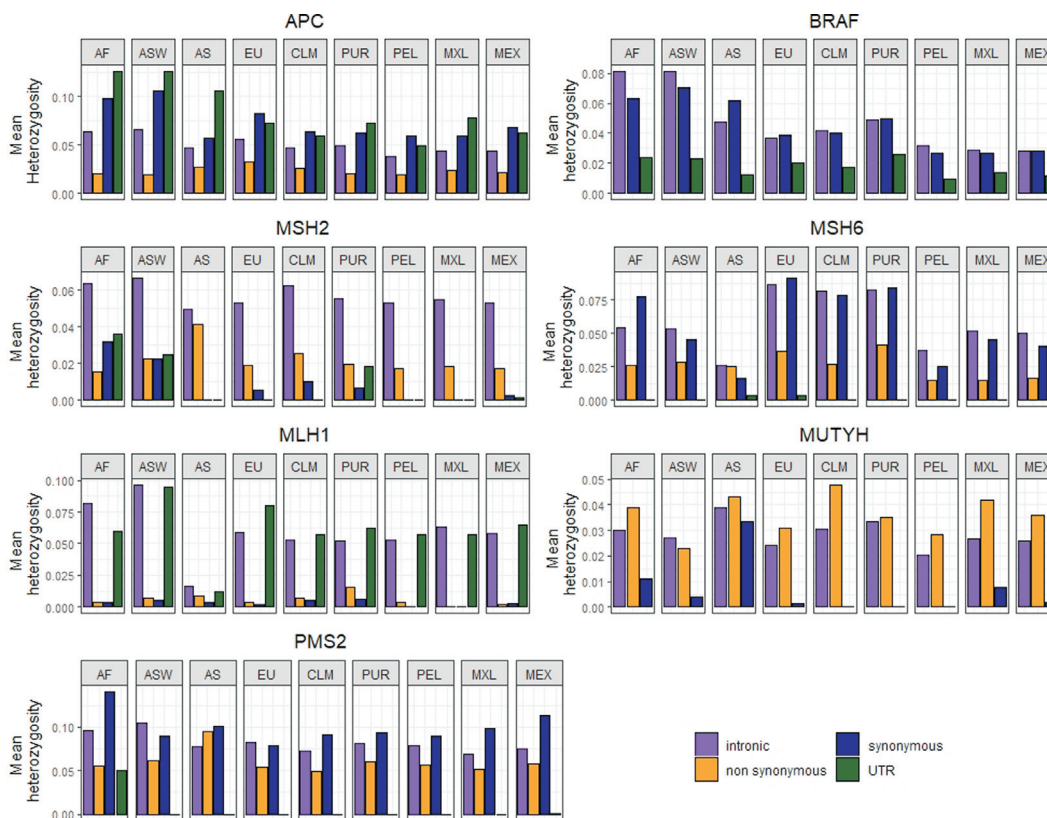 APC
AF ASW AS EU CLM PUR PEL MXL MEX
Mean
Heterozygosity
0.10
0.05
0.00
BRAF
AF ASW AS EU CLM PUR PEL MXL MEX
Mean
heterozygosity
0.08
0.06
0.04
0.02
0.00
MSH2
AF ASW AS EU CLM PUR PEL MXL MEX
Mean
heterozygosity
0.06
0.04
0.02
0.00
MSH6
AF ASW AS EU CLM PUR PEL MXL MEX
Mean
heterozygosity
0.075
0.050
0.025
0.000
MLH1
AF ASW AS EU CLM PUR PEL MXL MEX
Mean
heterozygosity
0.100
0.075
0.050
0.025
0.000
MUTYH
AF ASW AS EU CLM PUR PEL MXL MEX
Mean
heterozygosity
0.05
0.04
0.03
0.02
0.01
0.00
PMS2
AF ASW AS EU CLM PUR PEL MXL MEX
Mean
heterozygosity
0.10
0.05
0.00
intronic synonymous
non synonymous UTR